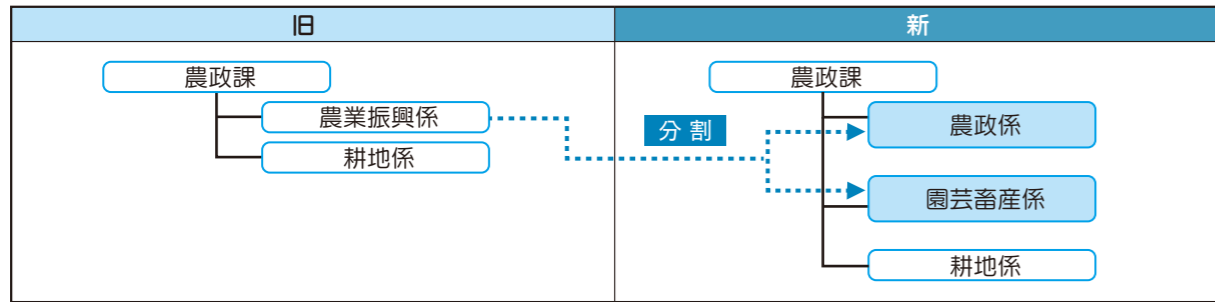 旧
新
農政課
農業振興係
耕地係
分割
農政課
農政係
園芸畜産係
耕地係